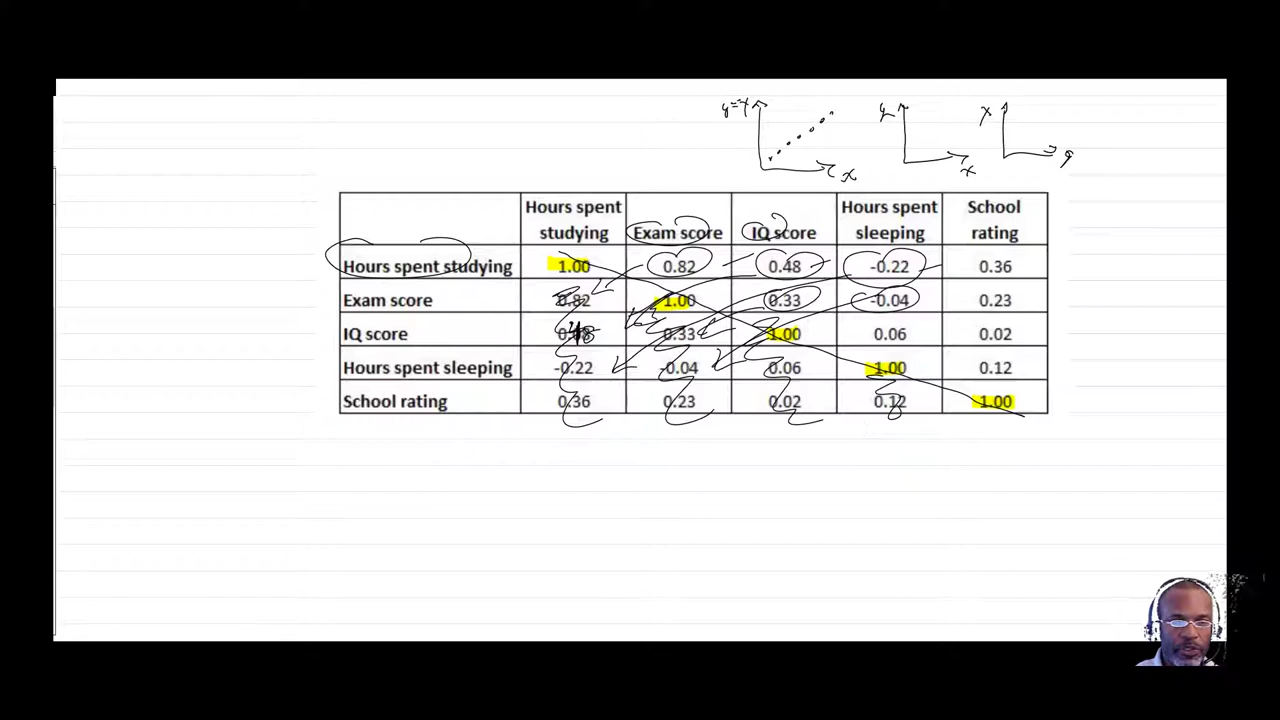 y=x x
y x
x y
Hours spent studying Exam score IQ score Hours spent sleeping School rating
Hours spent studying 1.00 0.82 0.48 -0.22 0.36
Exam score 0.82 1.00 0.33 -0.04 0.23
IQ score 0.48 0.33 1.00 0.06 0.02
Hours spent sleeping -0.22 -0.04 0.06 1.00 0.12
School rating 0.36 0.23 0.02 0.12 1.00